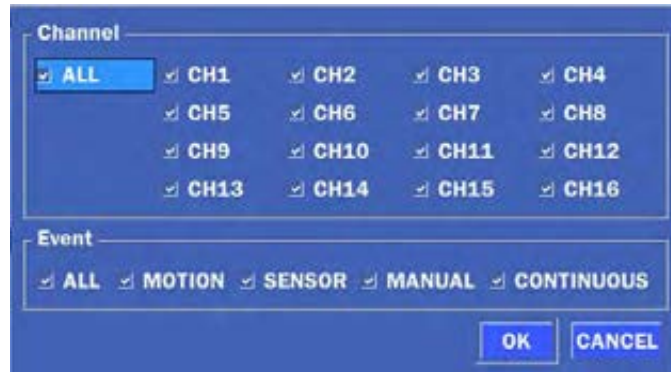 Channel
ALL CH1 CH2 CH3 CH4
CH5 CH6 CH7 CH8
CH9 CH10 CH11 CH12
CH13 CH14 CH15 CH16
Event
ALL MOTION SENSOR MANUAL CONTINUOUS
OK CANCEL